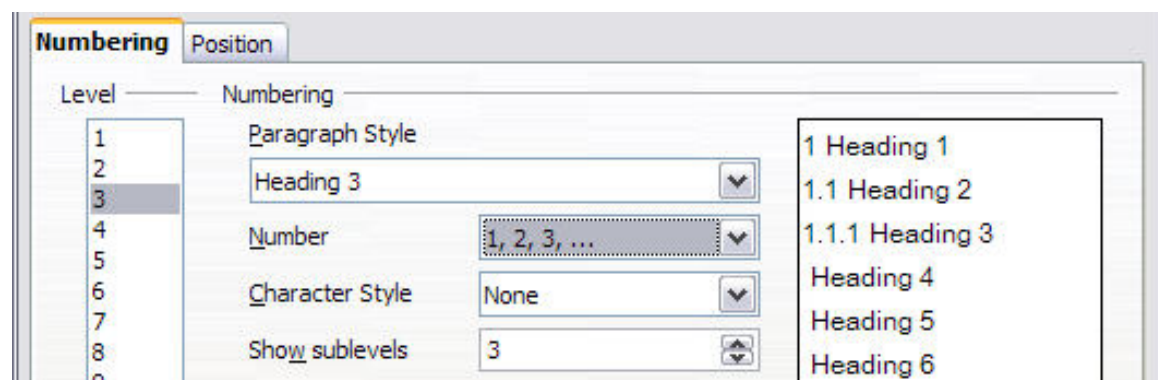 Numbering Position
Level Numbering
1
2
3
4
5
6
7
8
Paragraph Style
Heading 3
Number 1, 2, 3, ...
Character Style None
Show sublevels 3
1 Heading 1
1.1 Heading 2
1.1.1 Heading 3
Heading 4
Heading 5
Heading 6